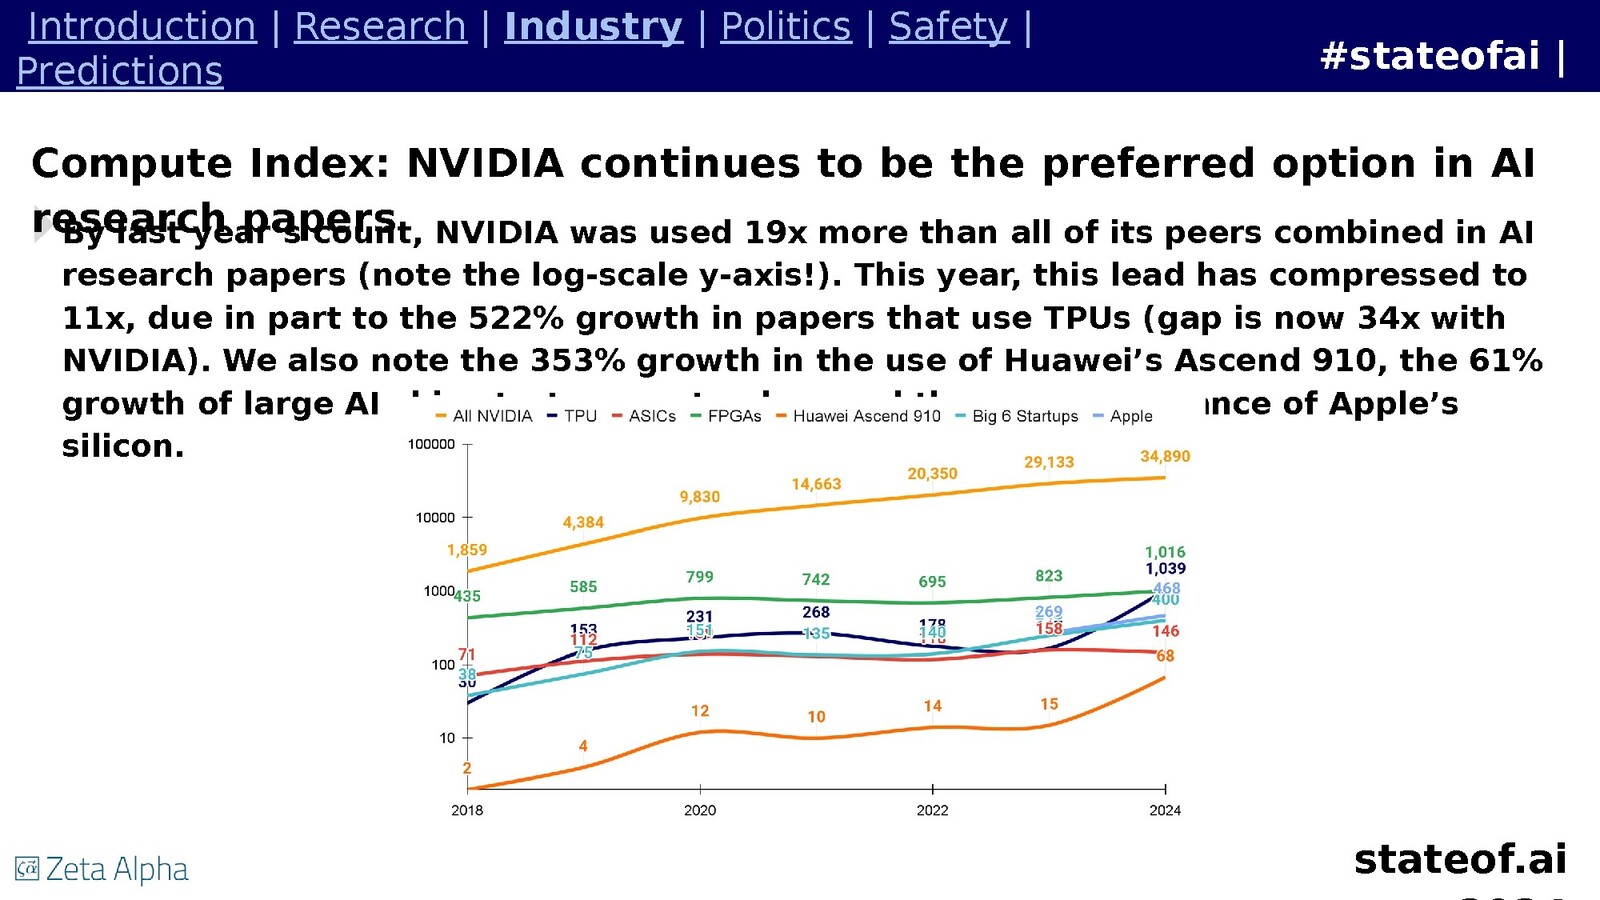 Introduction | Research | Industry | Politics | Safety |
Predictions
#stateofai |
Compute Index: NVIDIA continues to be the preferred option in AI
research papers
By last year's count, NVIDIA was used 19x more than all of its peers combined in AI
research papers (note the log-scale y-axis!). This year, this lead has compressed to
11x, due in part to the 522% growth in papers that use TPUs (gap is now 34x with
NVIDIA). We also note the 353% growth in the use of Huawei’s Ascend 910, the 61%
growth of large AI of Apple’s
silicon.
All NVIDIA TPU ASICs FPGAs Huawei Ascend 910 Big 6 Startups Apple
100000
10000
1000
100
10
1,859 4,384 9,830 14,663 20,350 29,133 34,890
435 585 799 742 695 823 1,016
153 231 268 178 1,039
269 468
38 75 151 135 140 400
71 112 158 146
2 4 12 10 14 15 68
2018 2020 2022 2024
Zeta Alpha
stateof.ai